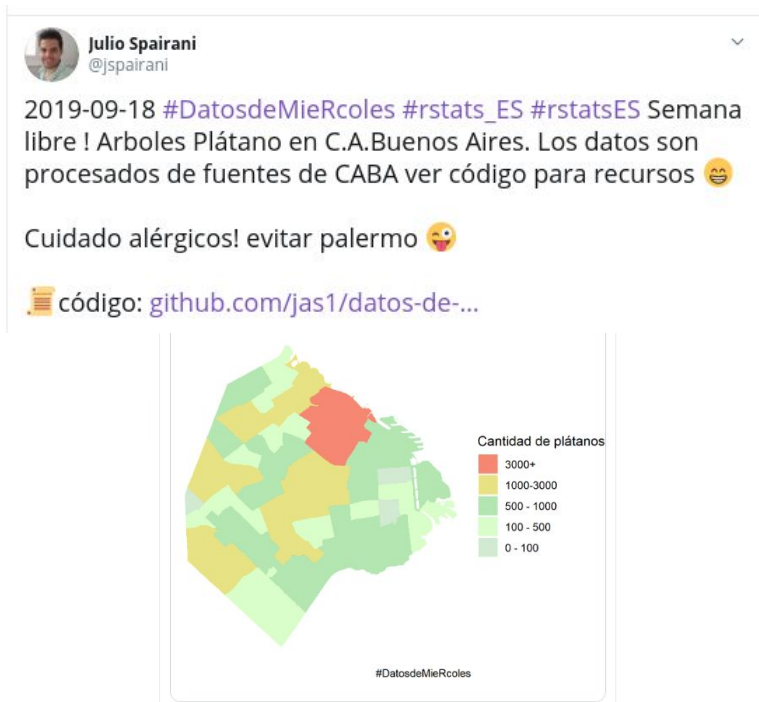 Julio Spairani
@jspairani
2019-09-18 #DatosdeMieRcoles #rstats_ES #rstatsES Semana
libre ! Arboles Plátano en C.A.Buenos Aires. Los datos son
procesados de fuentes de CABA ver código para recursos 😁
Cuidado alérgicos! evitar palermo 😜
📜código: github.com/jas1/datos-de-...
Cantidad de plátanos
3000+
1000-3000
500 - 1000
100 - 500
0 - 100
#DatosdeMieRcoles